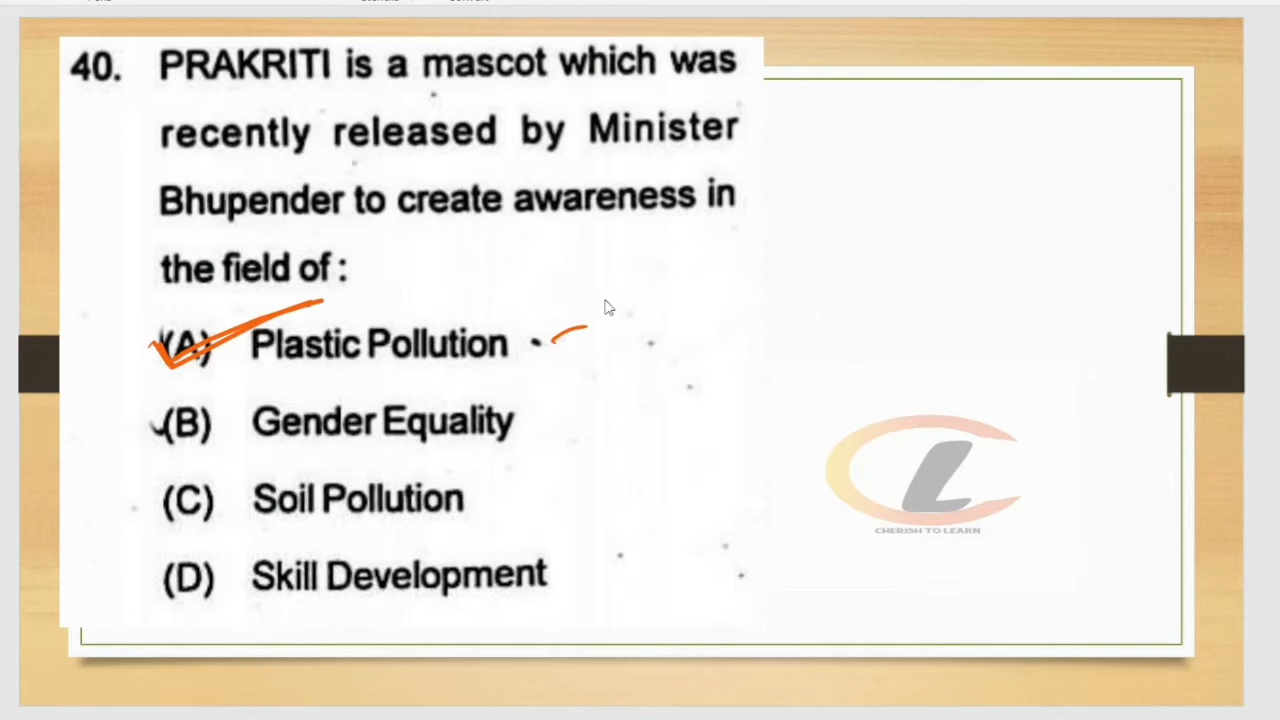 40. PRAKRITI is a mascot which was
recently released by Minister
Bhupender to create awareness in
the field of :
(A) Plastic Pollution
(B) Gender Equality
(C) Soil Pollution
(D) Skill Development
CL
CHERISH TO LEARN